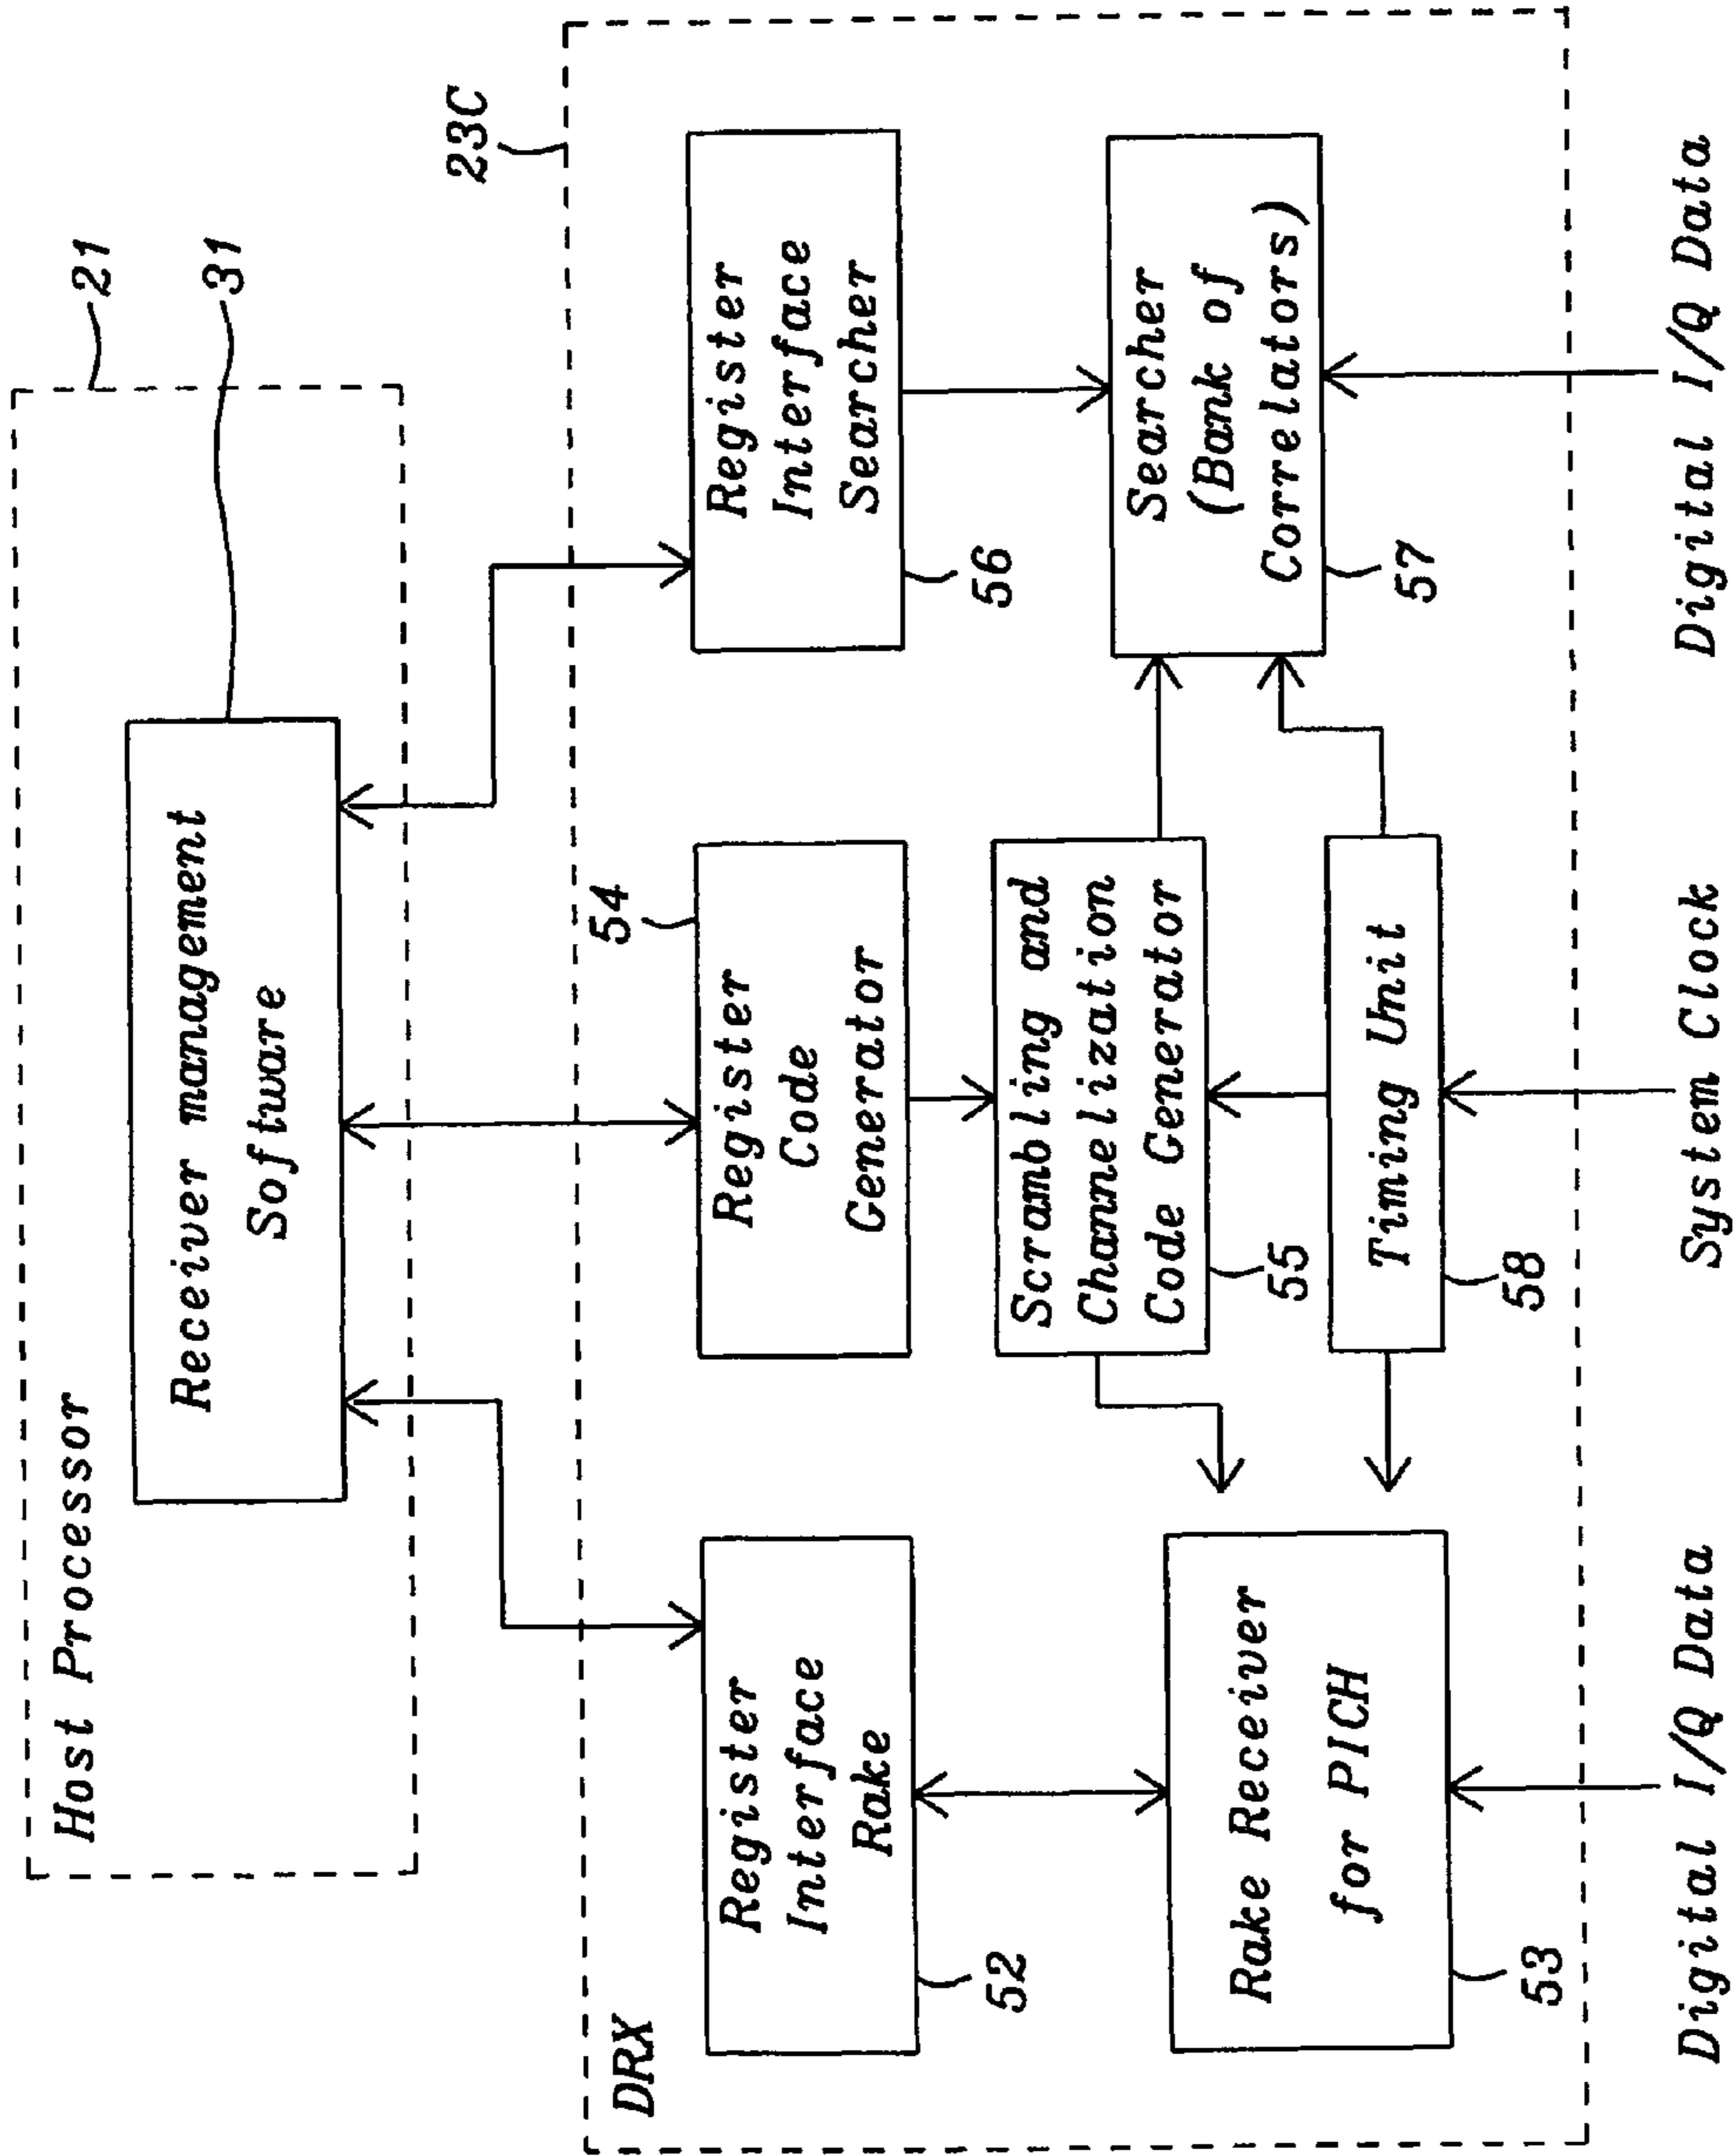 Host Processor
21
Receiver management
Software
31
DRX
23C
Register
Interface
Rake
52
54
Register
Code
Generator
Register
Interface
Searcher
56
Rake Receiver
for PICH
53
Scrambling and
Channelization
Code Generator
55
Timing Unit
58
Searcher
(Bank of
Correlators)
57
Digital I/Q Data
System Clock
Digital I/Q Data